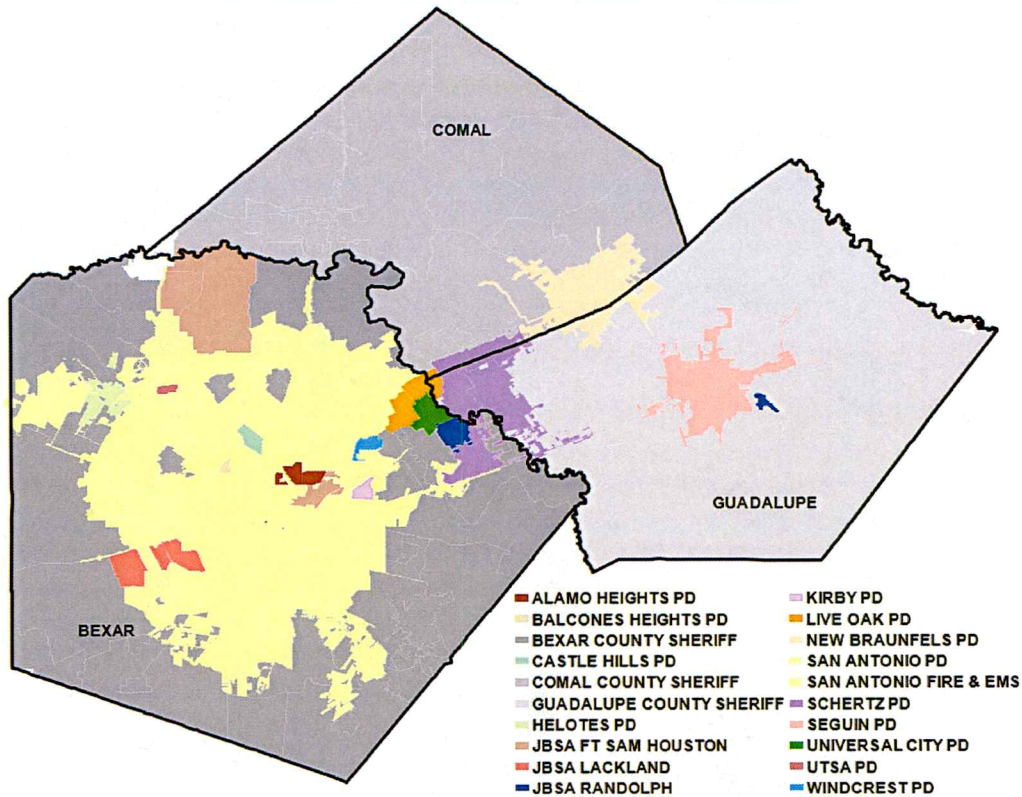 COMAL
GUADALUPE
BEXAR
ALAMO HEIGHTS PD
BALCONES HEIGHTS PD
BEXAR COUNTY SHERIFF
CASTLE HILLS PD
COMAL COUNTY SHERIFF
GUADALUPE COUNTY SHERIFF
HELOTES PD
JBSA FT SAM HOUSTON
JBSA LACKLAND
JBSA RANDOLPH
KIRBY PD
LIVE OAK PD
NEW BRAUNFELS PD
SAN ANTONIO PD
SAN ANTONIO FIRE & EMS
SCHERTZ PD
SEGUIN PD
UNIVERSAL CITY PD
UTSA PD
WINDCREST PD